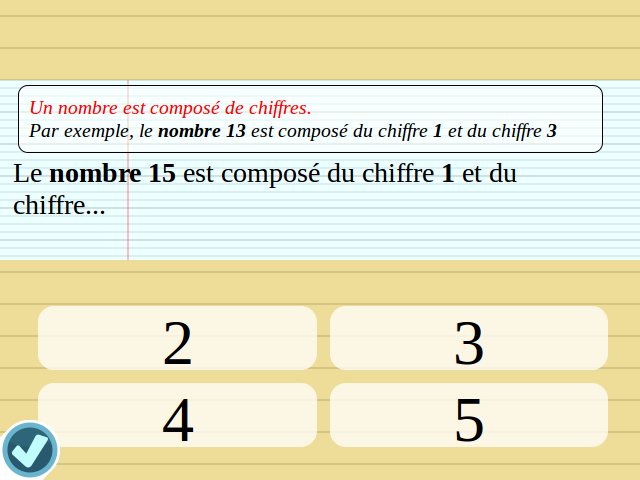 Un nombre est composé de chiffres.
Par exemple, le nombre 13 est composé du chiffre 1 et du chiffre 3
Le nombre 15 est composé du chiffre 1 et du
chiffre...
2 3
4 5